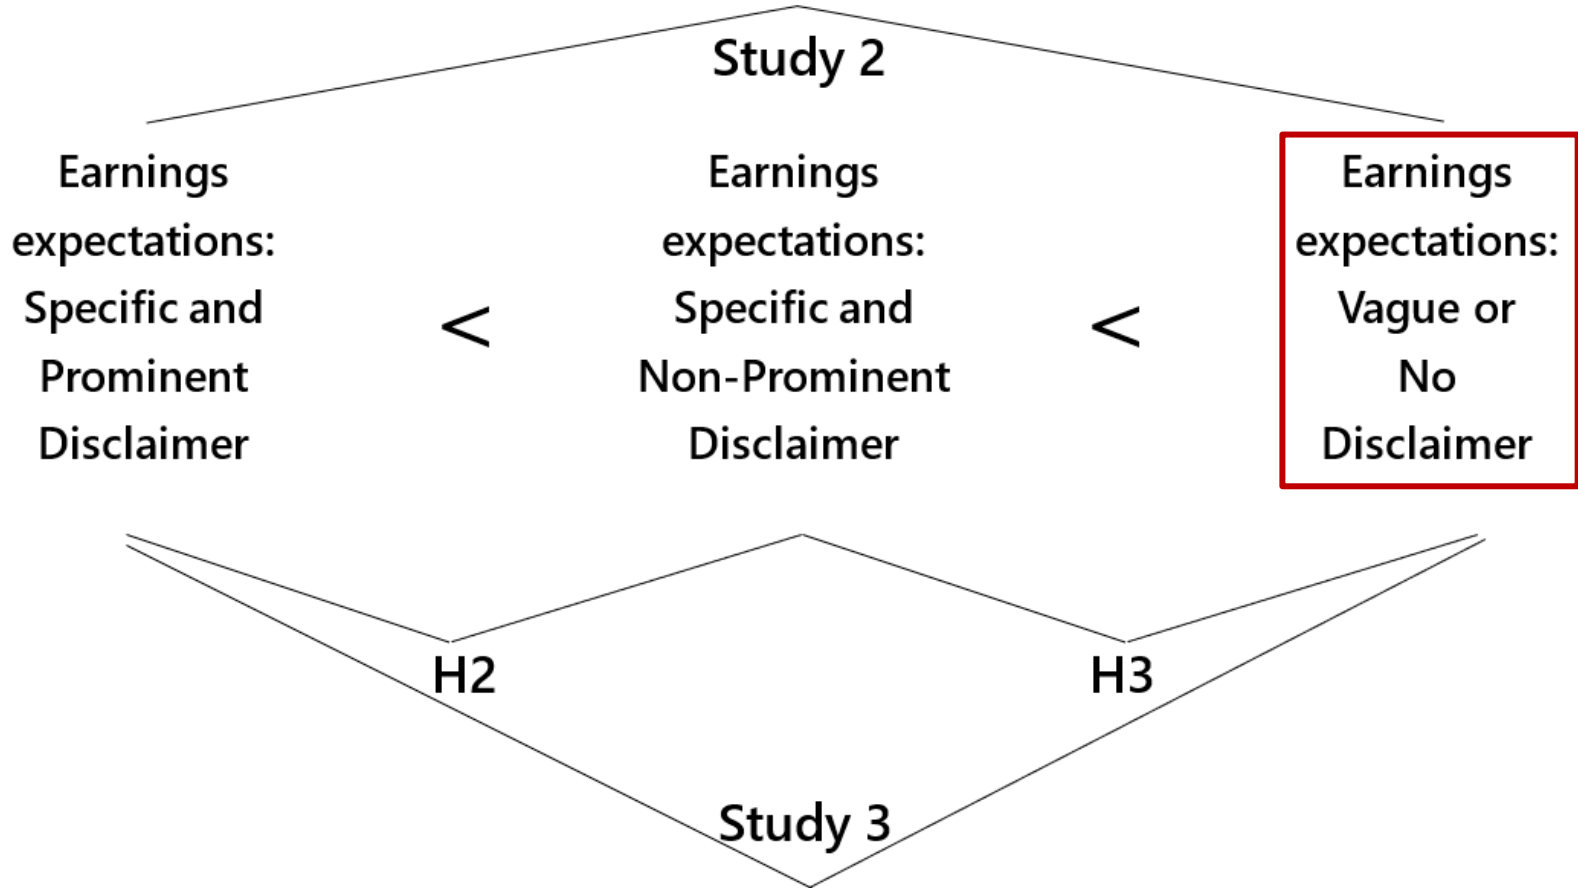 Study 2
Earnings
expectations:
Specific and
Prominent
Disclaimer
<
Earnings
expectations:
Specific and
Non-Prominent
Disclaimer
<
Earnings
expectations:
Vague or
No
Disclaimer
H2
H3
Study 3